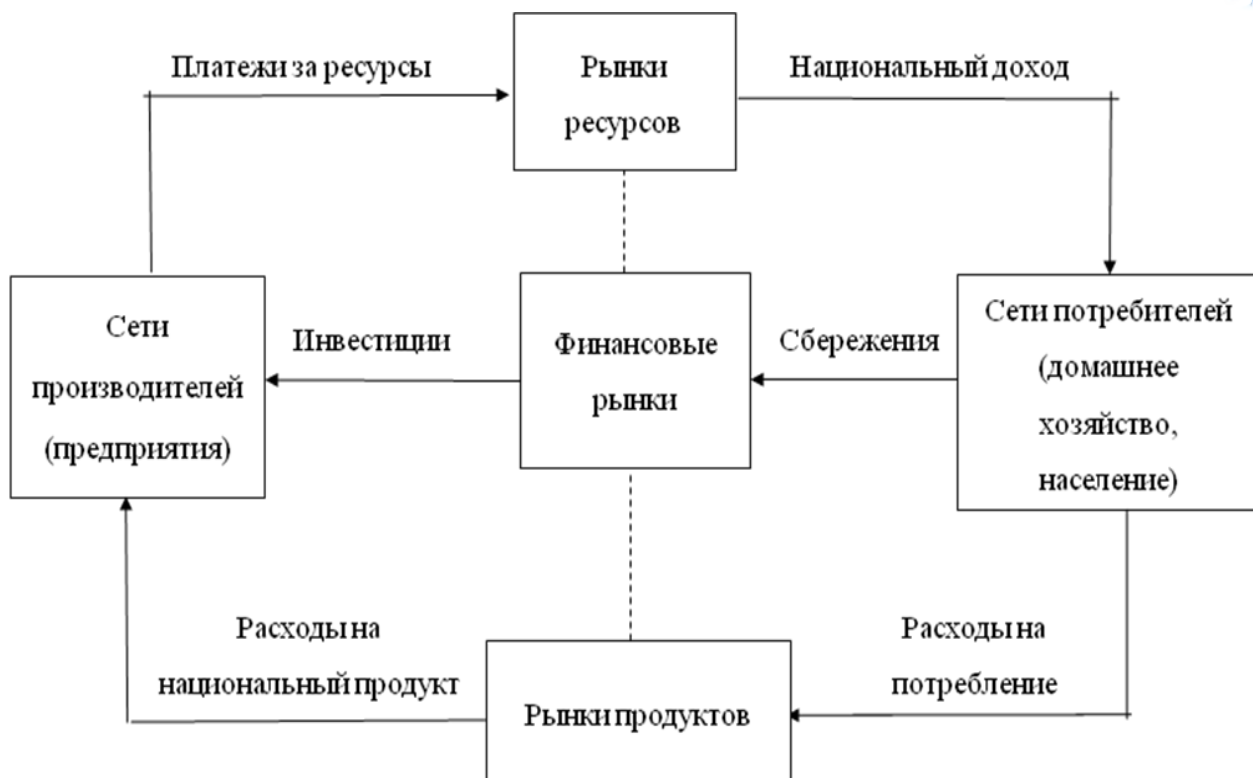 Платежи за ресурсы
Рынки
ресурсов
Национальный доход
Сети
производителей
(предприятия)
Инвестиции
Финансовые
рынки
Сбережения
Сети потребителей
(домашнее
хозяйство,
население)
Расходы на
национальный продукт
Рынки продуктов
Расходы на
потребление